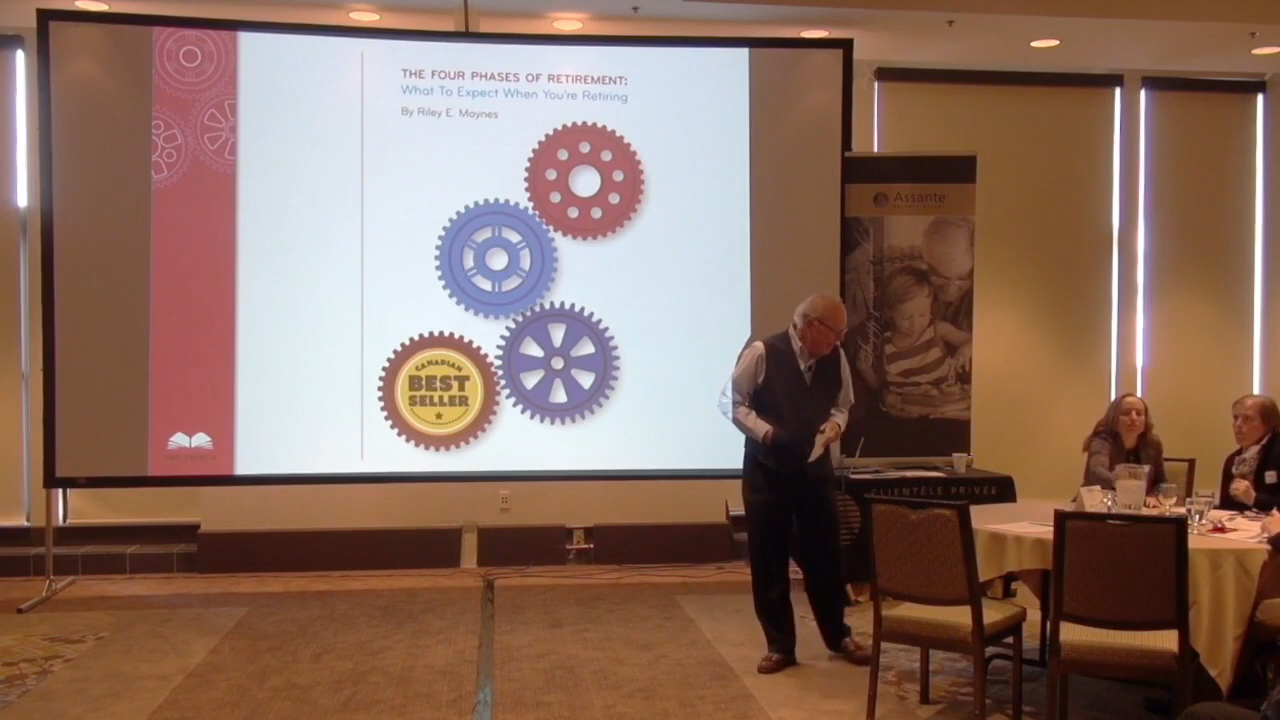 THE FOUR PHASES OF RETIREMENT:
What To Expect When You're Retiring
By Riley E. Moynes
CANADIAN
BEST
SELLER
Assante
CLIENTÈLE PRIVÉE